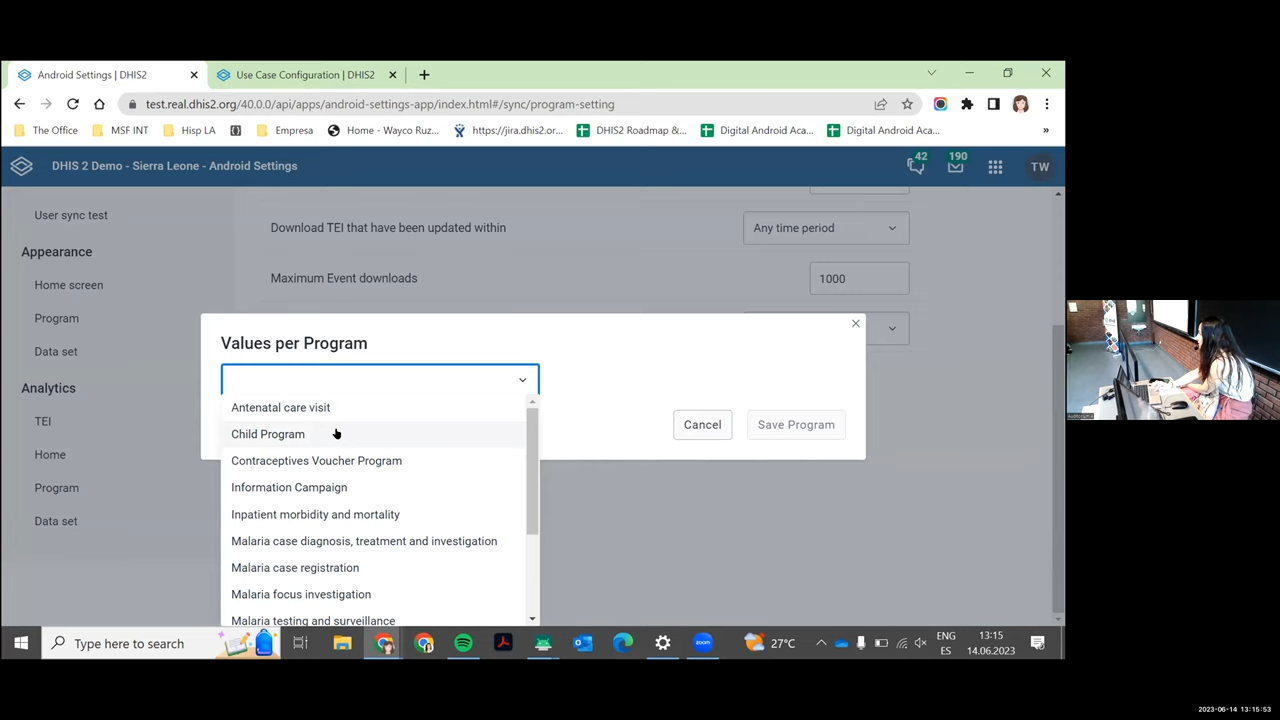 Android Settings | DHIS2
Use Case Configuration | DHIS2
test.real.dhis2.org/40.0.0/api/apps/android-settings-app/index.html#/sync/program-setting
The Office
MSF INT
Hisp LA
Empresa
Home - Wayco Ruz...
https://jira.dhis2.or...
DHIS2 Roadmap &...
Digital Android Aca...
Digital Android Aca...
»
DHIS 2 Demo - Sierra Leone - Android Settings
42
190
TW
User sync test
Appearance
Home screen
Program
Data set
Analytics
TEI
Home
Program
Data set
Download TEI that have been updated within
Any time period
Maximum Event downloads
1000
Values per Program
Antenatal care visit
Child Program
Contraceptives Voucher Program
Information Campaign
Inpatient morbidity and mortality
Malaria case diagnosis, treatment and investigation
Malaria case registration
Malaria focus investigation
Malaria testing and surveillance
Cancel
Save Program
Type here to search
zoom
27°C
ENG
ES
13:15
14.06.2023
2023-06-14 13:15:53